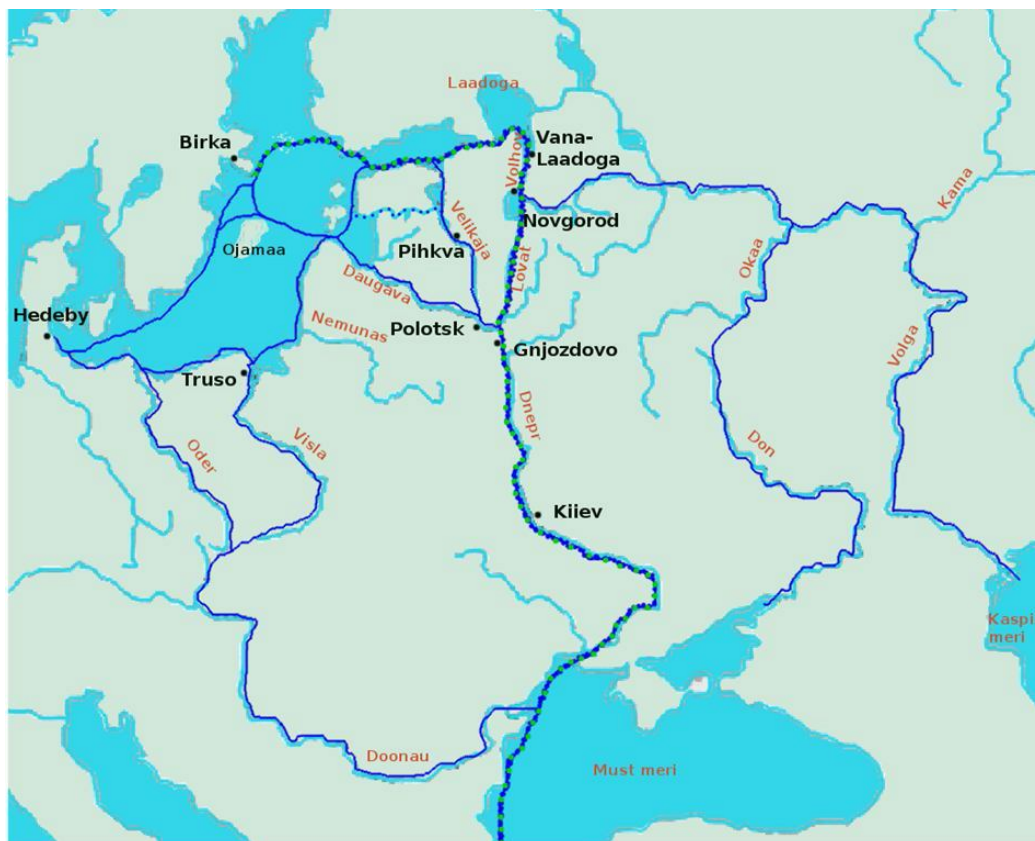 Laadoga
Birka
Vana-
Laadoga
Volhov
Kama
Novgorod
Velikaja
Ojamaa
Pihkva
Okaa
Lovat
Daugava
Hedeby
Nemunas
Polotsk
Gnjozdovo
Volga
Truso
Dnepr
Visla
Oder
Don
Kiiev
Kaspi
meri
Doonau
Must meri